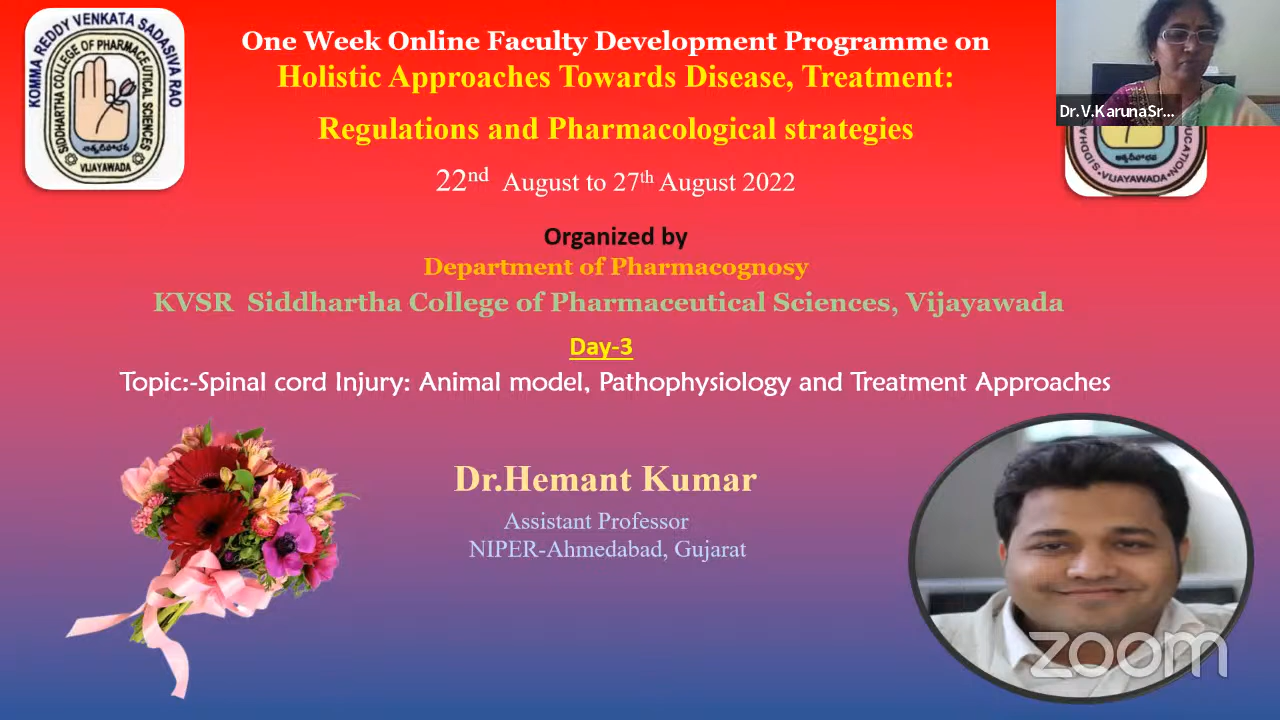 KOMMA REDDY VENKATA SADASIVA RAO
SIDDHARTHA COLLEGE OF PHARMACEUTICAL SCIENCES
VIJAYAWADA
One Week Online Faculty Development Programme on
Holistic Approaches Towards Disease, Treatment:
Regulations and Pharmacological strategies
22nd August to 27th August 2022
Dr.V.KarunaSr...
VIJAYAWADA
Organized by
Department of Pharmacognosy
KVSR Siddhartha College of Pharmaceutical Sciences, Vijayawada
Day-3
Topic:-Spinal cord Injury: Animal model, Pathophysiology and Treatment Approaches
Dr.Hemant Kumar
Assistant Professor
NIPER-Ahmedabad, Gujarat
zoom